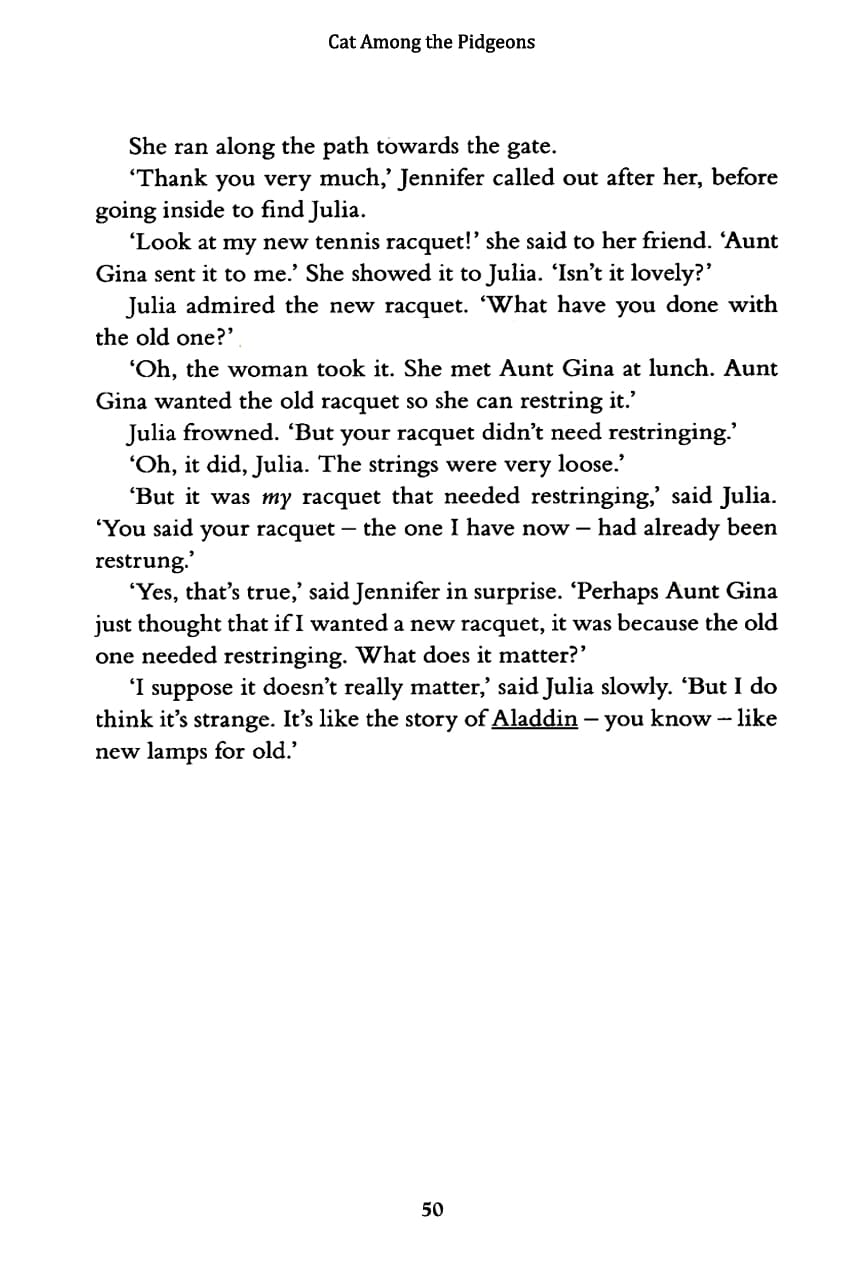 Cat Among the Pidgeons
She ran along the path towards the gate.
‘Thank you very much,’ Jennifer called out after her, before
going inside to find Julia.
‘Look at my new tennis racquet!’ she said to her friend. ‘Aunt
Gina sent it to me.’ She showed it to Julia. ‘Isn’t it lovely?’
Julia admired the new racquet. ‘What have you done with
the old one?’
‘Oh, the woman took it. She met Aunt Gina at lunch. Aunt
Gina wanted the old racquet so she can restring it.’
Julia frowned. ‘But your racquet didn’t need restringing.’
‘Oh, it did, Julia. The strings were very loose.’
‘But it was my racquet that needed restringing,’ said Julia.
‘You said your racquet – the one I have now – had already been
restrung.’
‘Yes, that’s true,’ said Jennifer in surprise. ‘Perhaps Aunt Gina
just thought that if I wanted a new racquet, it was because the old
one needed restringing. What does it matter?’
‘I suppose it doesn’t really matter,’ said Julia slowly. ‘But I do
think it’s strange. It’s like the story of Aladdin – you know – like
new lamps for old.’
50